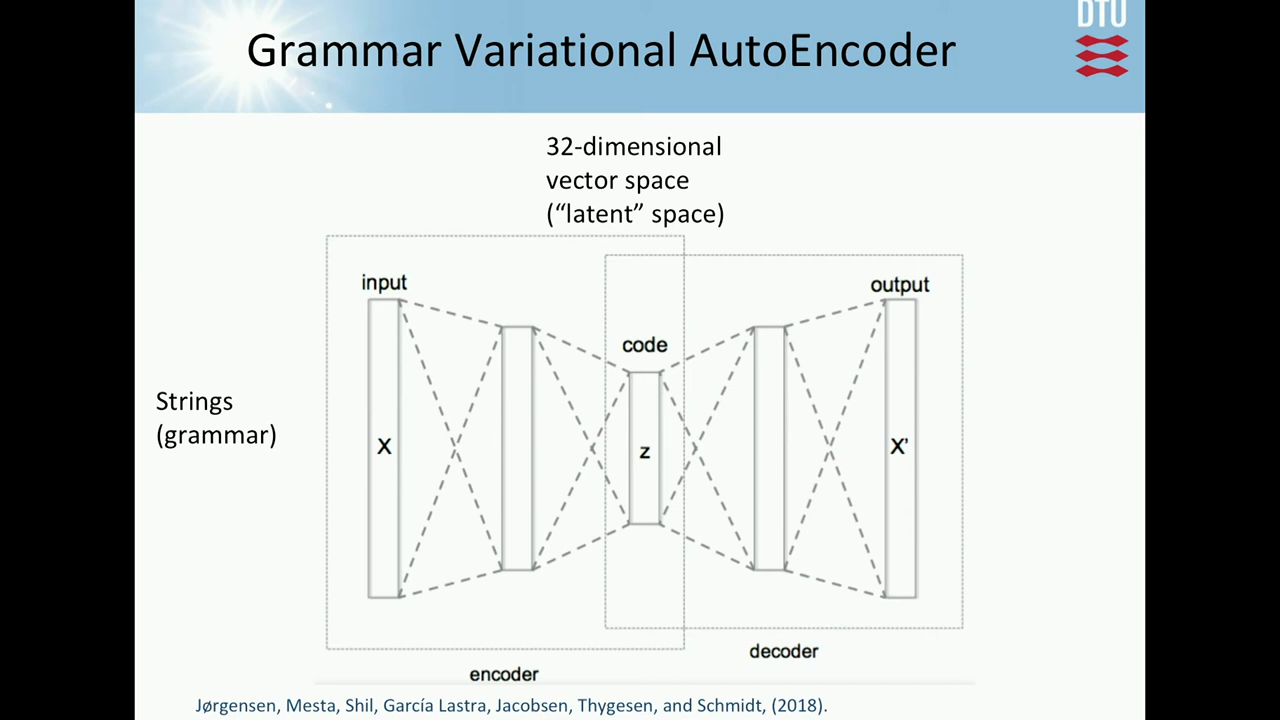 Grammar Variational AutoEncoder
DTU
32-dimensional
vector space
(“latent” space)
input
output
code
Strings
(grammar)
X
z
X'
decoder
encoder
Jørgensen, Mesta, Shil, García Lastra, Jacobsen, Thygesen, and Schmidt, (2018).